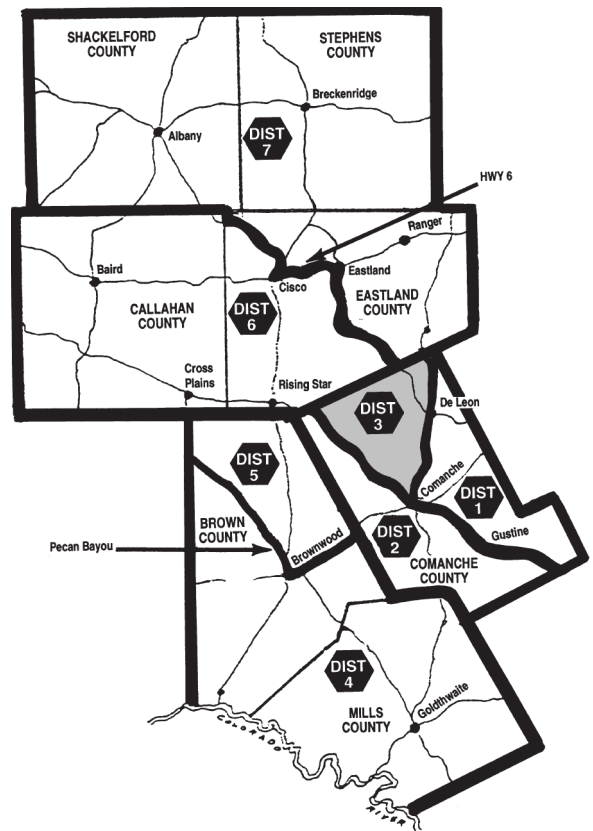 SHACKELFORD
COUNTY
STEPHENS
COUNTY
Breckenridge
Albany
DIST
7
HWY 6
Ranger
Baird
Eastland
Cisco
EASTLAND
COUNTY
CALLAHAN
COUNTY
DIST
6
Cross
Plains
Rising Star
DIST
3
De Leon
DIST
5
Comanche
DIST
1
BROWN
COUNTY
Gustine
DIST
2
Brownwood
Pecan Bayou
COMANCHE
COUNTY
DIST
4
Goldthwaite
MILLS
COUNTY
COLORADO
RIVER